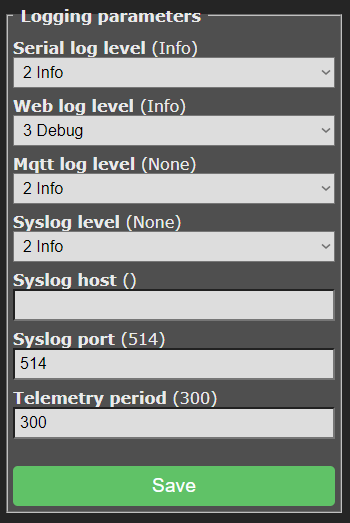 Logging parameters
Serial log level (Info)
2 Info
Web log level (Info)
3 Debug
Mqtt log level (None)
2 Info
Syslog level (None)
2 Info
Syslog host ()
Syslog port (514)
514
Telemetry period (300)
300
Save